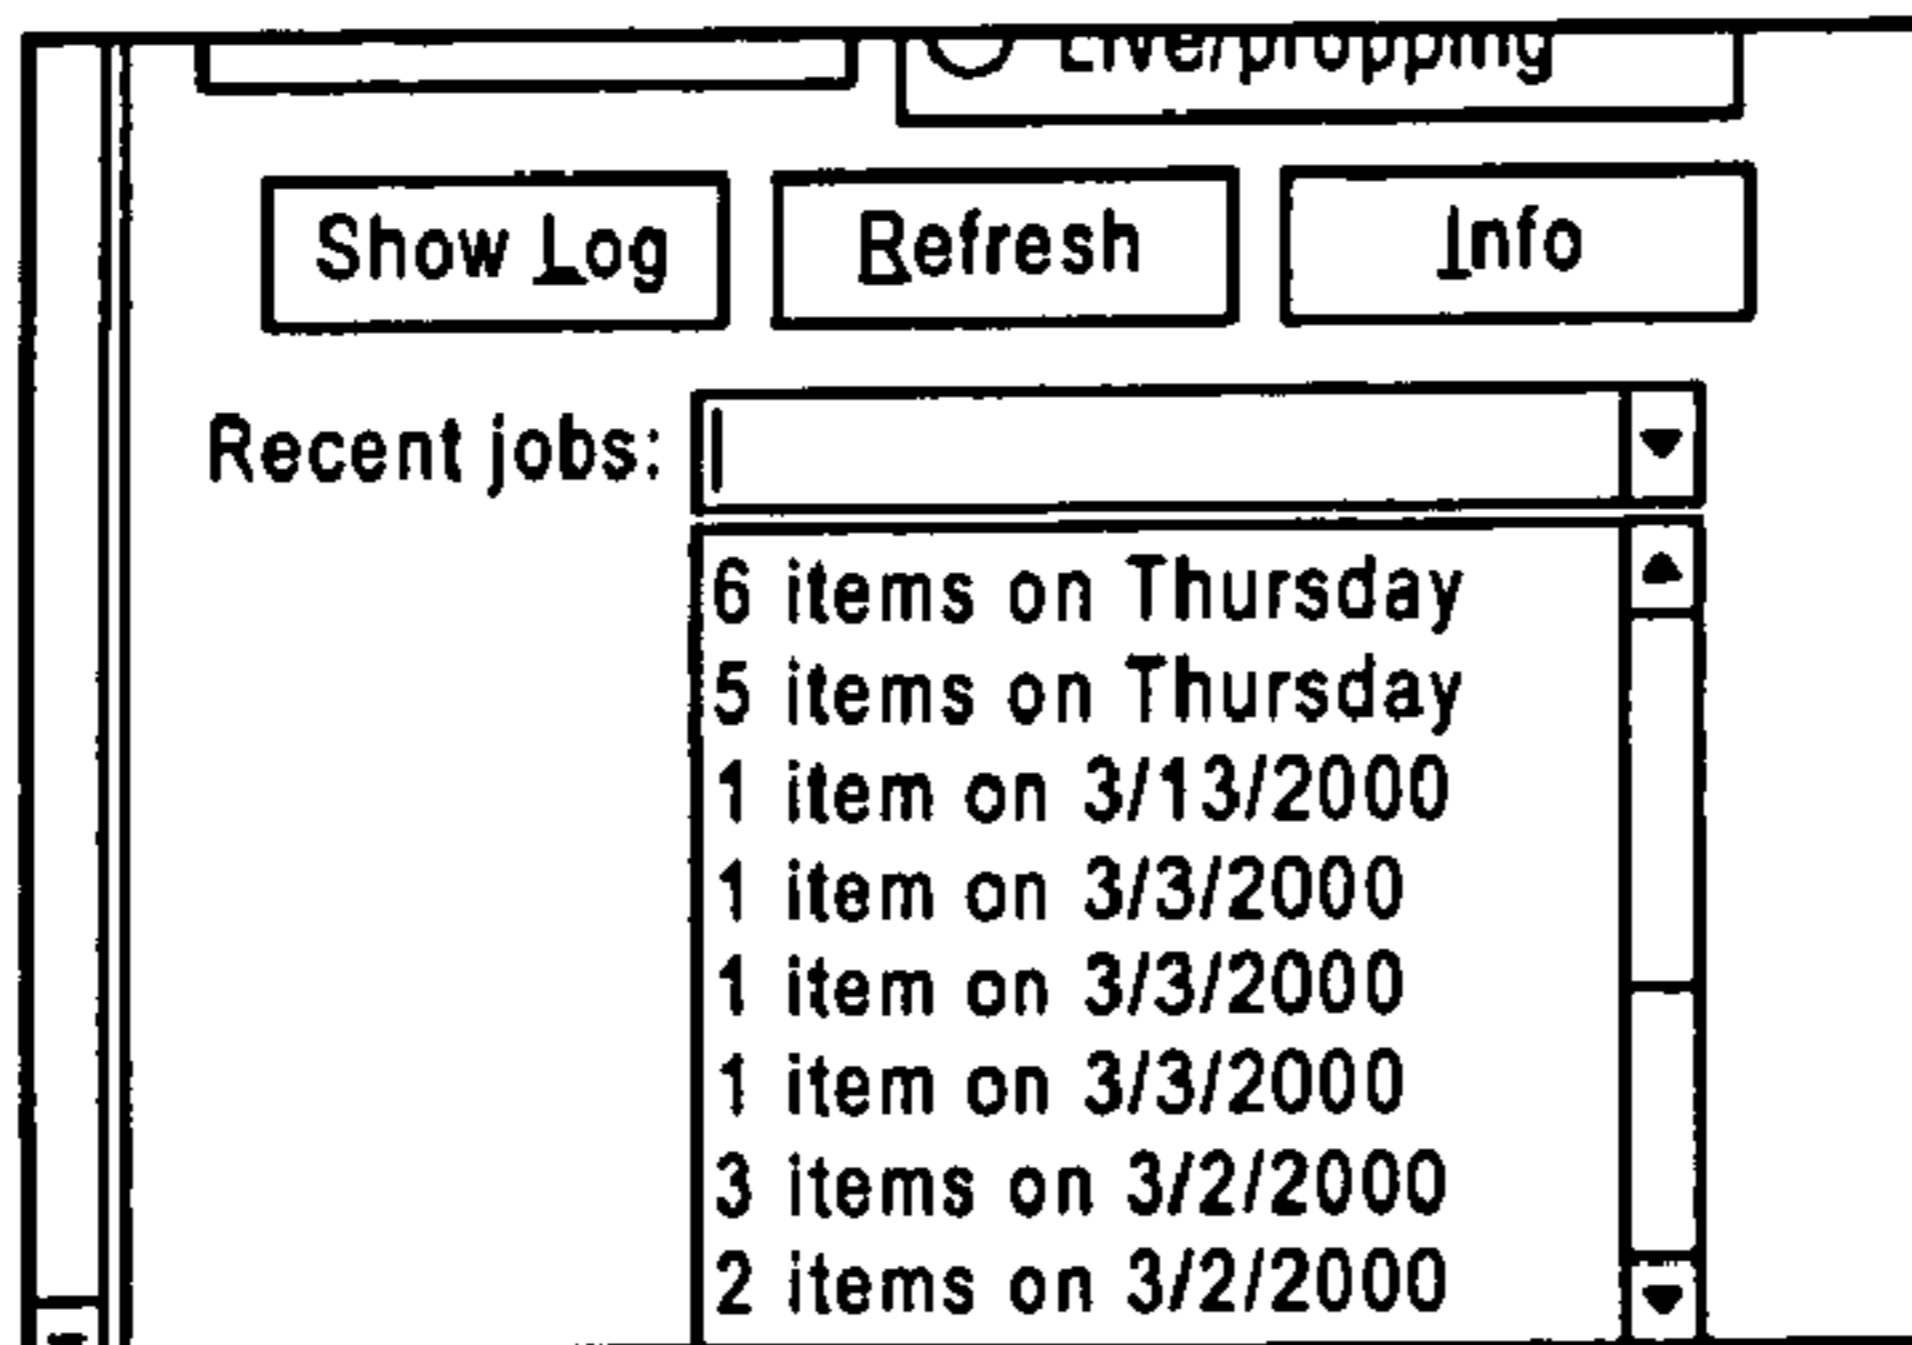 Live/propping
Show Log Refresh Info
Recent jobs:
6 items on Thursday
5 items on Thursday
1 item on 3/13/2000
1 item on 3/3/2000
1 item on 3/3/2000
1 item on 3/3/2000
3 items on 3/2/2000
2 items on 3/2/2000